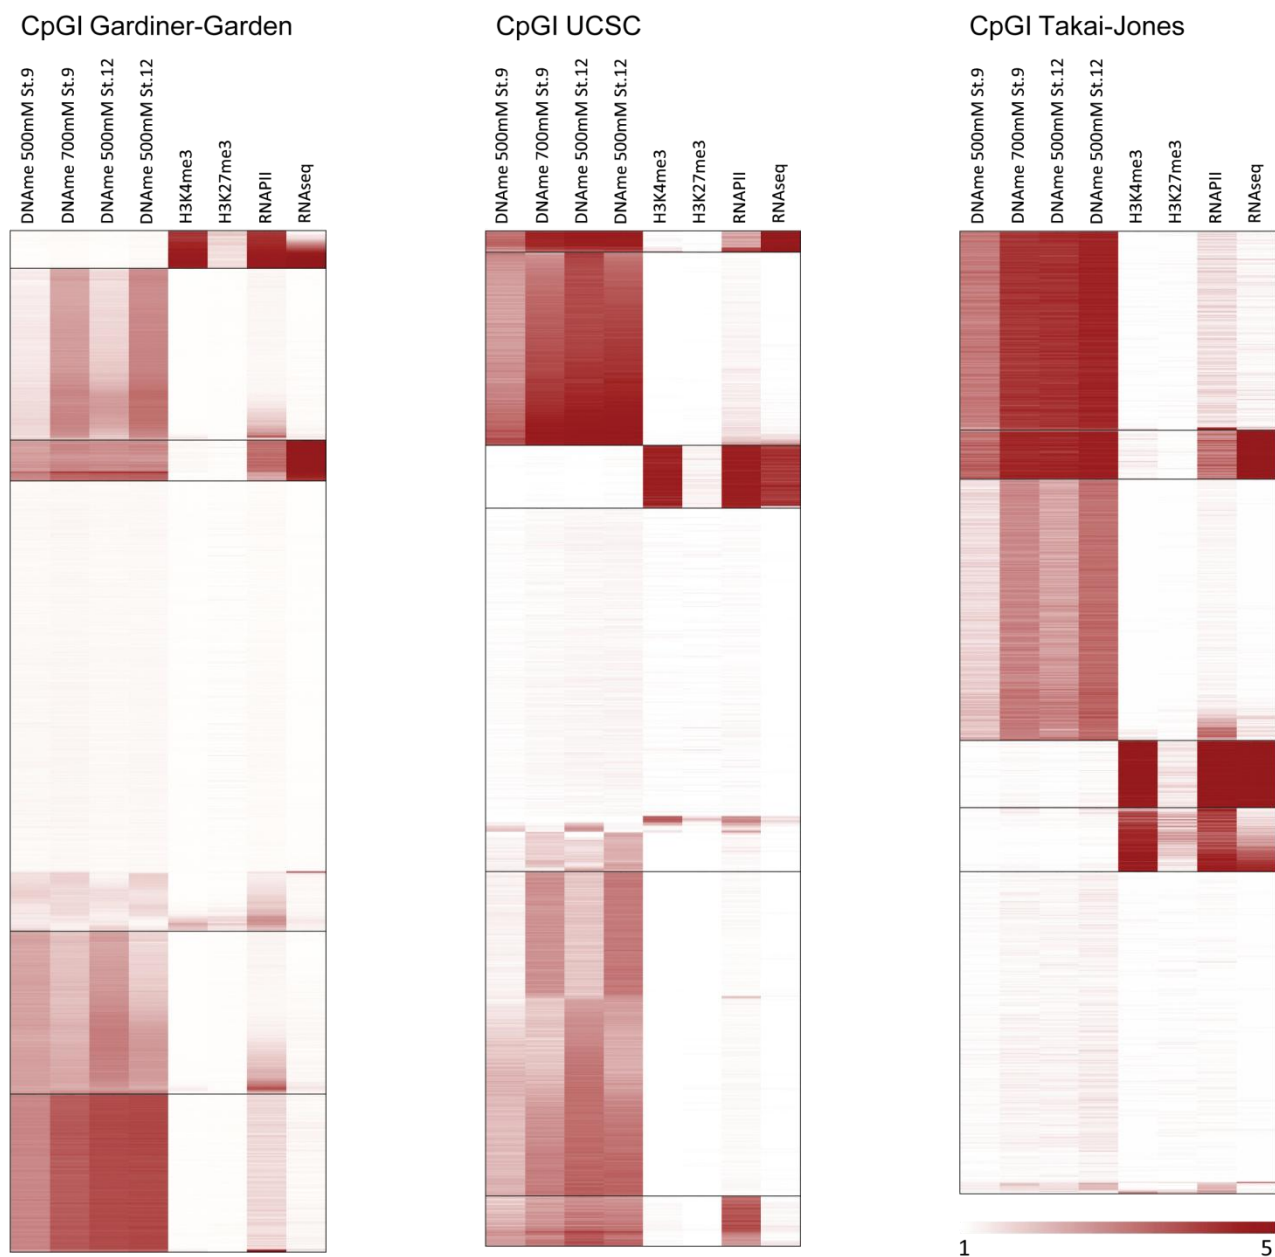 CpGI Gardiner-Garden
DNAme 500mM St.9
DNAme 700mM St.9
DNAme 500mM St.12
DNAme 500mM St.12
H3K4me3
H3K27me3
RNAPII
RNAseq
CpGI UCSC
DNAme 500mM St.9
DNAme 700mM St.9
DNAme 500mM St.12
DNAme 500mM St.12
H3K4me3
H3K27me3
RNAPII
RNAseq
CpGI Takai-Jones
DNAme 500mM St.9
DNAme 700mM St.9
DNAme 500mM St.12
DNAme 500mM St.12
H3K4me3
H3K27me3
RNAPII
RNAseq
1 5